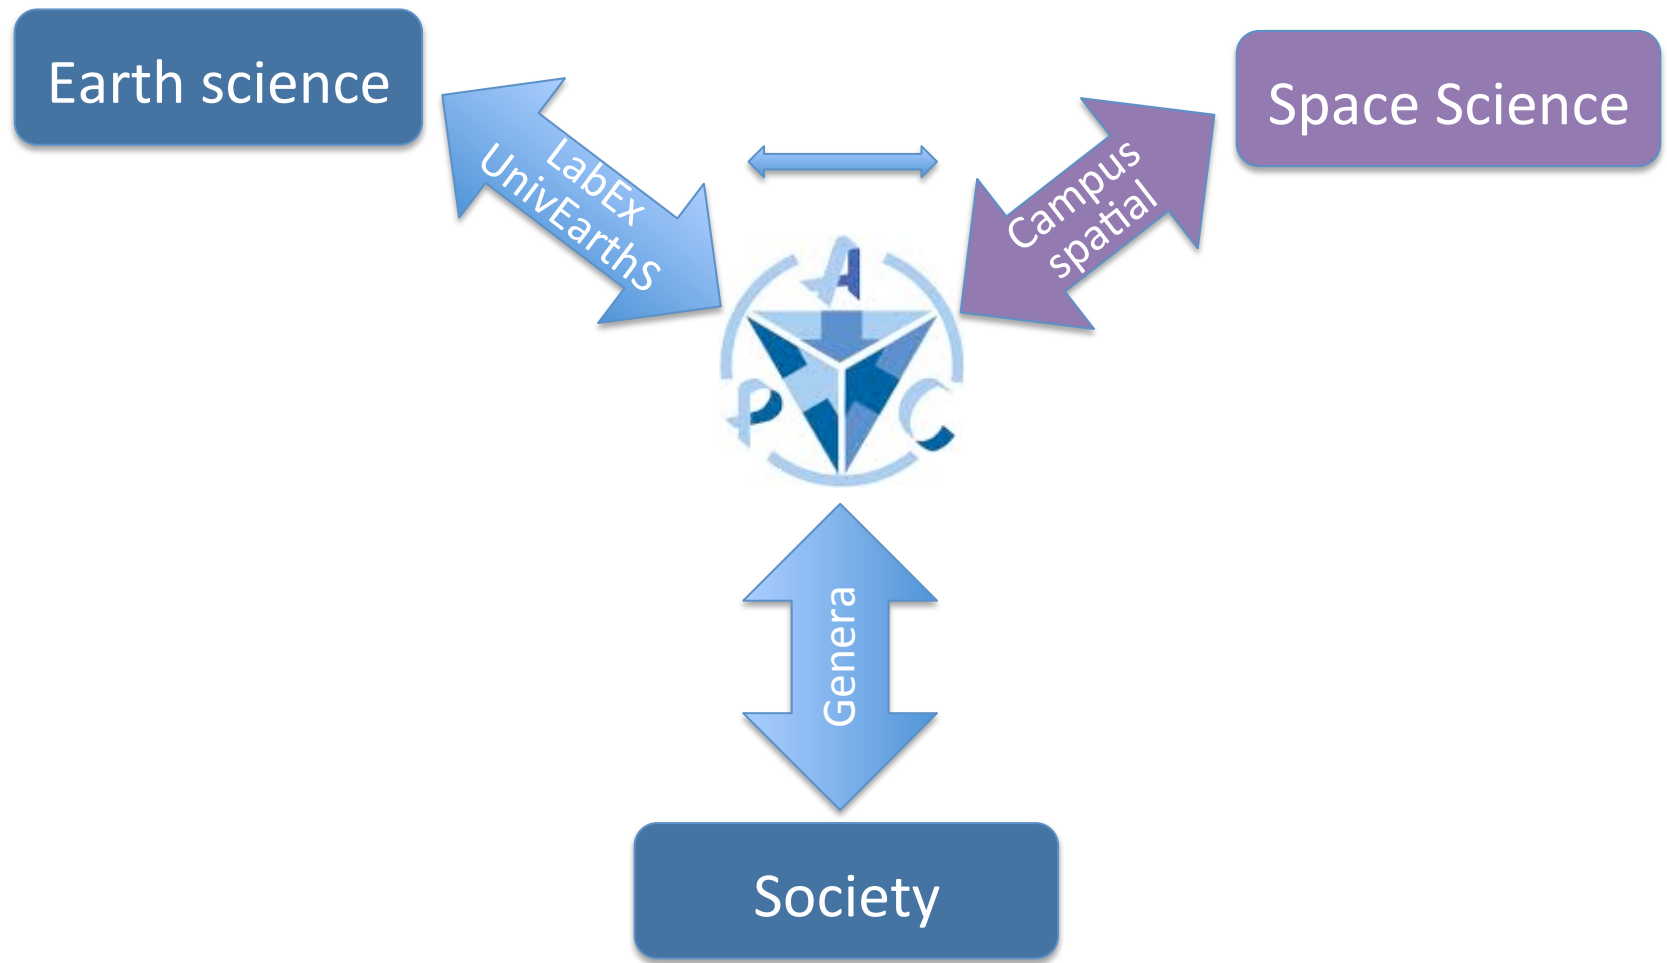 Earth science
Space Science
LabEx
UnivEarthS
Campus
spatial
A
P C
Genera
Society